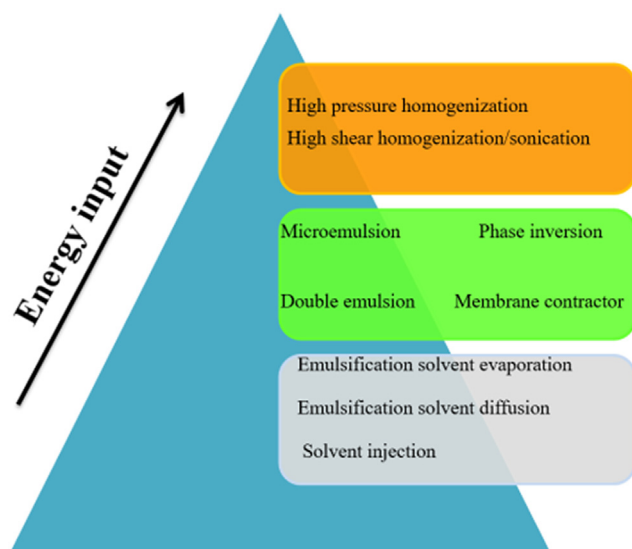 Energy input
High pressure homogenization
High shear homogenization/sonication
Microemulsion Phase inversion
Double emulsion Membrane contractor
Emulsification solvent evaporation
Emulsification solvent diffusion
Solvent injection